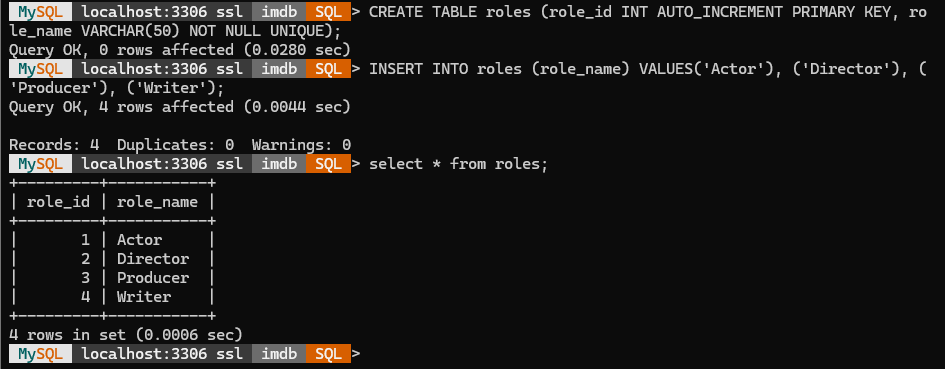 MySQL localhost:3306 ssl imdb SQL > CREATE TABLE roles (role_id INT AUTO_INCREMENT PRIMARY KEY, ro
le_name VARCHAR(50) NOT NULL UNIQUE);
Query OK, 0 rows affected (0.0280 sec)
MySQL localhost:3306 ssl imdb SQL > INSERT INTO roles (role_name) VALUES('Actor'), ('Director'), (
'Producer'), ('Writer');
Query OK, 4 rows affected (0.0044 sec)

Records: 4  Duplicates: 0  Warnings: 0
MySQL localhost:3306 ssl imdb SQL > select * from roles;
+---------+-----------+
| role_id | role_name |
+---------+-----------+
|       1 | Actor     |
|       2 | Director  |
|       3 | Producer  |
|       4 | Writer    |
+---------+-----------+
4 rows in set (0.0006 sec)
MySQL localhost:3306 ssl imdb SQL >